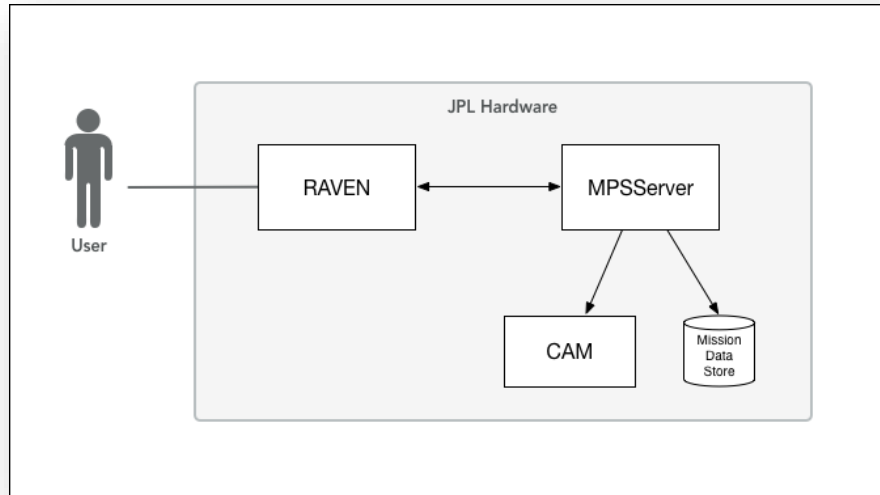 JPL Hardware
RAVEN
MPSServer
User
CAM
Mission
Data
Store